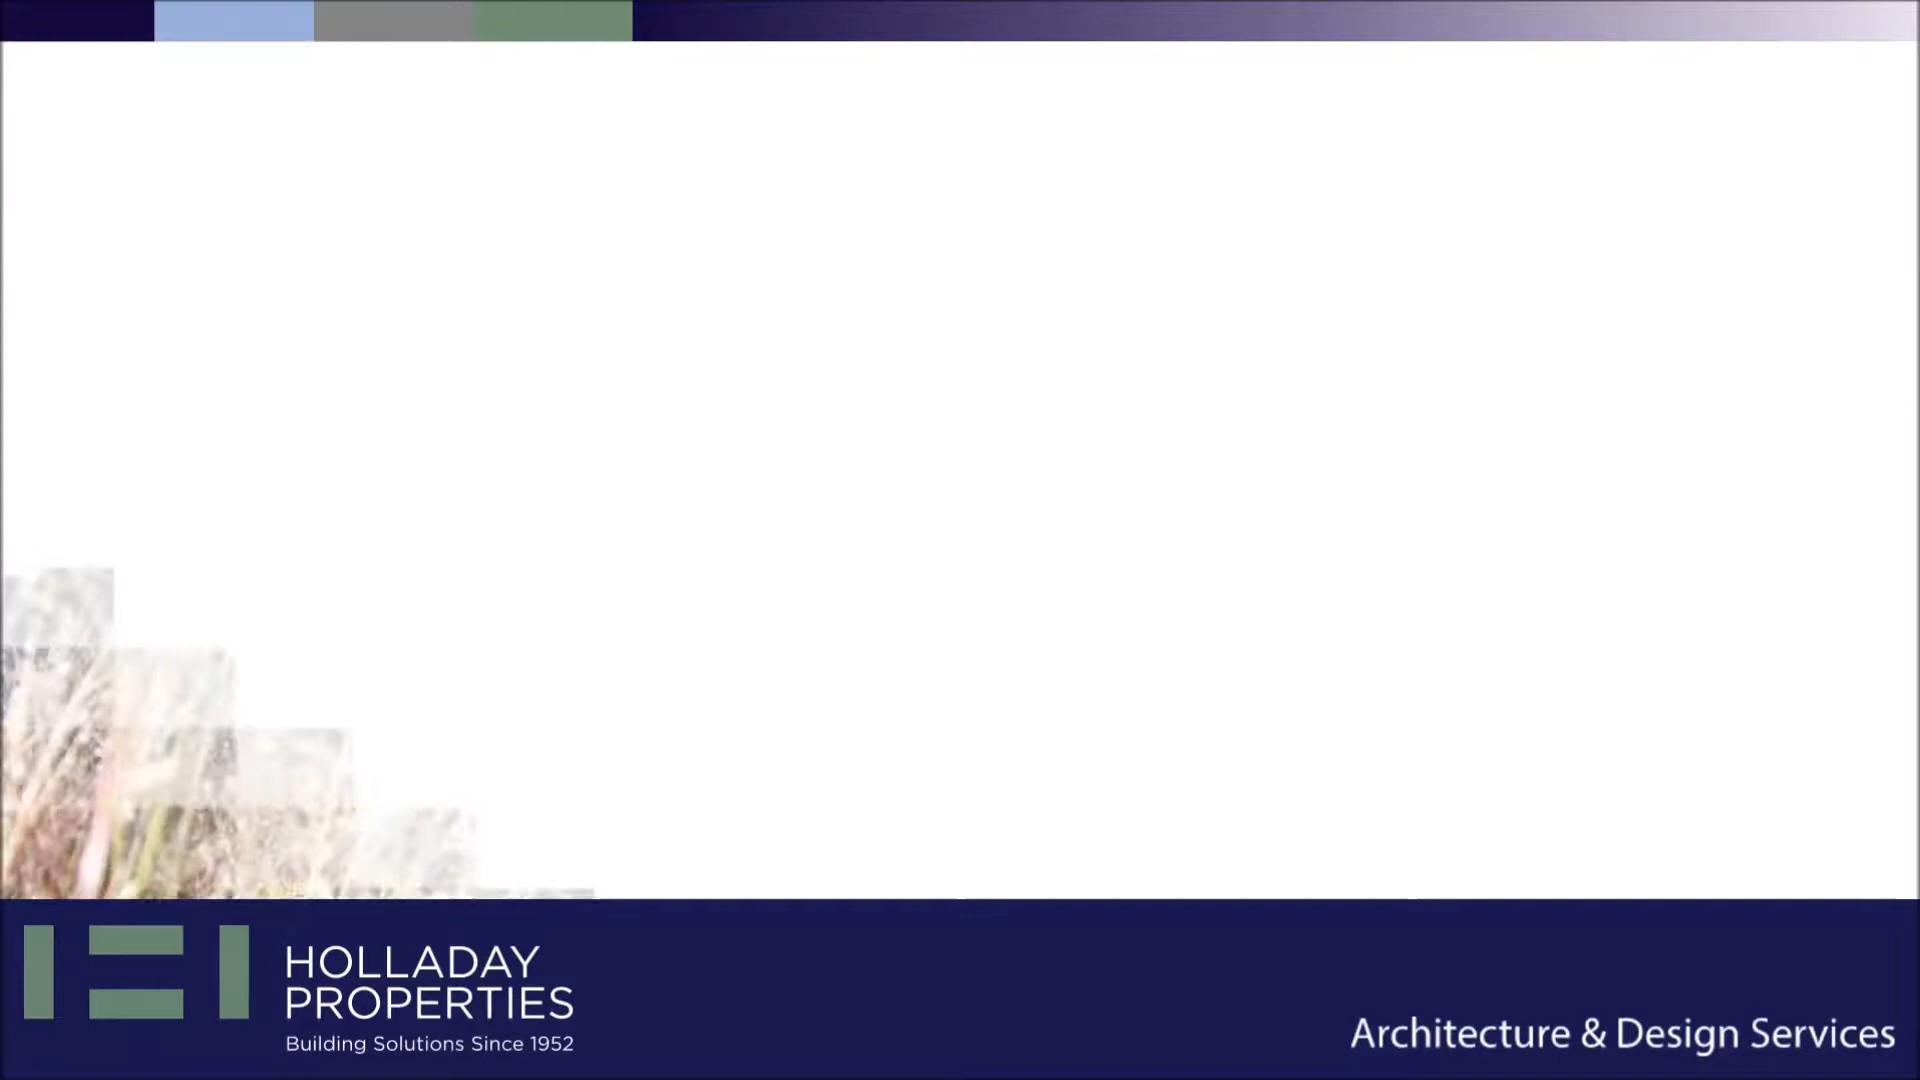 HOLLADAY
PROPERTIES
Building Solutions Since 1952
Architecture & Design Services